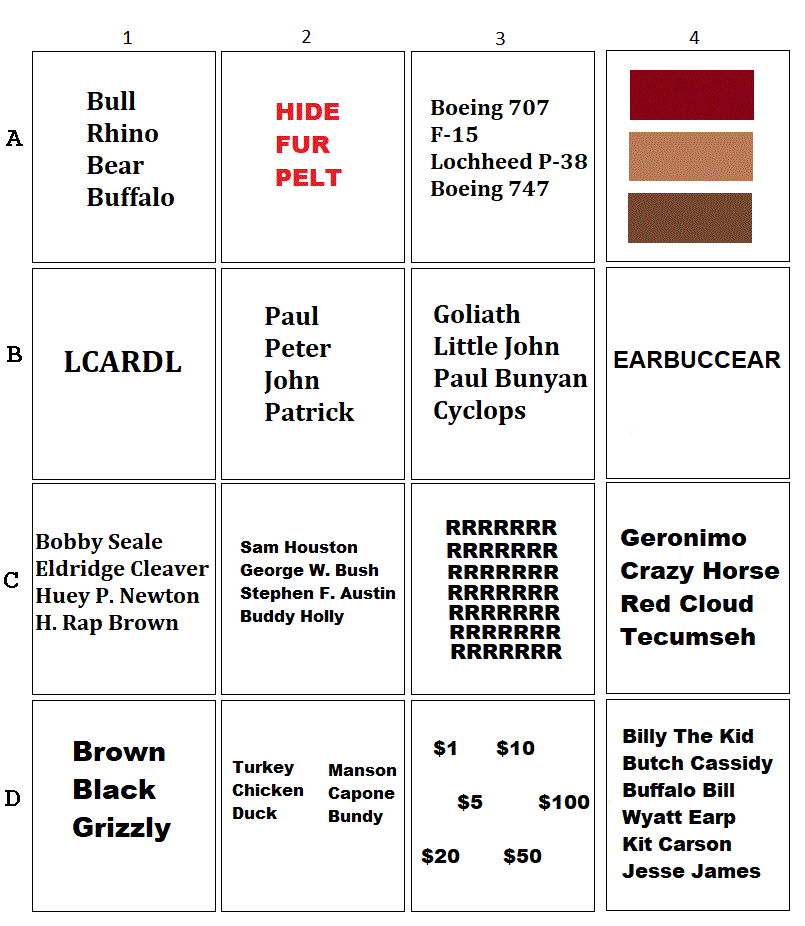 1 2 3 4
A
Bull
Rhino
Bear
Buffalo
HIDE
FUR
PELT
Boeing 707
F-15
Lochheed P-38
Boeing 747
B
LCARDL
Paul
Peter
John
Patrick
Goliath
Little John
Paul Bunyan
Cyclops
EARBUCCEAR
C
Bobby Seale
Eldridge Cleaver
Huey P. Newton
H. Rap Brown
Sam Houston
George W. Bush
Stephen F. Austin
Buddy Holly
RRRRRRR
RRRRRRR
RRRRRRR
RRRRRRR
RRRRRRR
RRRRRRR
RRRRRRR
Geronimo
Crazy Horse
Red Cloud
Tecumseh
D
Brown
Black
Grizzly
Turkey
Chicken
Duck
Manson
Capone
Bundy
$1 $10
$5 $100
$20 $50
Billy The Kid
Butch Cassidy
Buffalo Bill
Wyatt Earp
Kit Carson
Jesse James